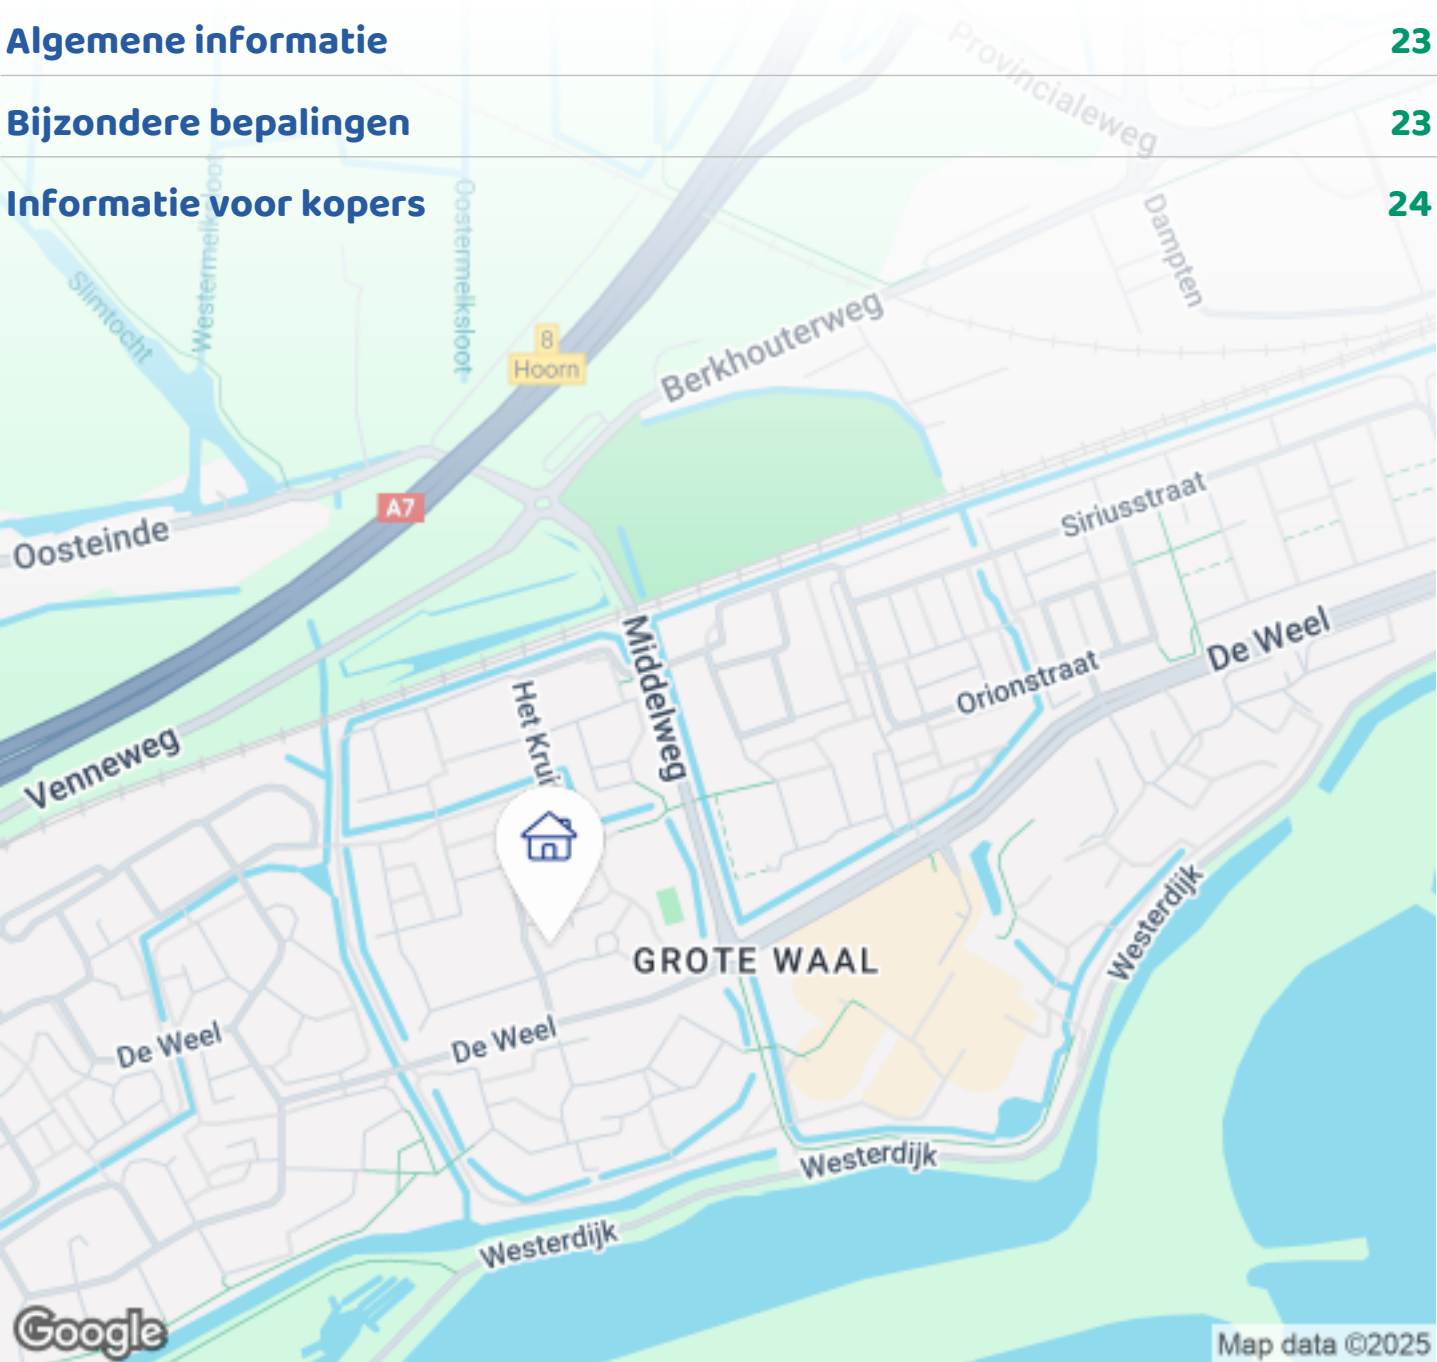 Algemene informatie 23
Bijzondere bepalingen 23
Informatie voor kopers 24
Provincialeweg
Dampten
Westermelksloot
Oostermelksloot
Slimtocht
8
Hoorn
Berkhouterweg
A7
Oosteinde
Siriusstraat
De Weel
Middelweg
Orionstraat
Het Krui
Venneweg
GROTE WAAL
Westerdijk
De Weel
De Weel
Westerdijk
Westerdijk
Google
Map data ©2025